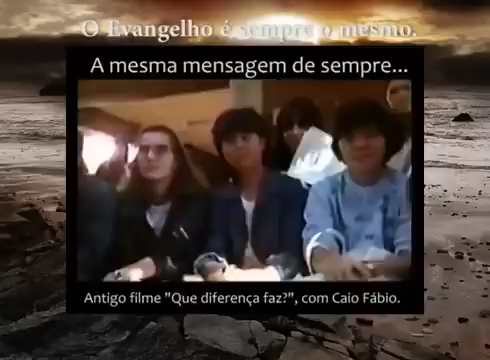 O Evangelho é sempre o mesmo.
A mesma mensagem de sempre...
Antigo filme "Que diferença faz?", com Caio Fábio.